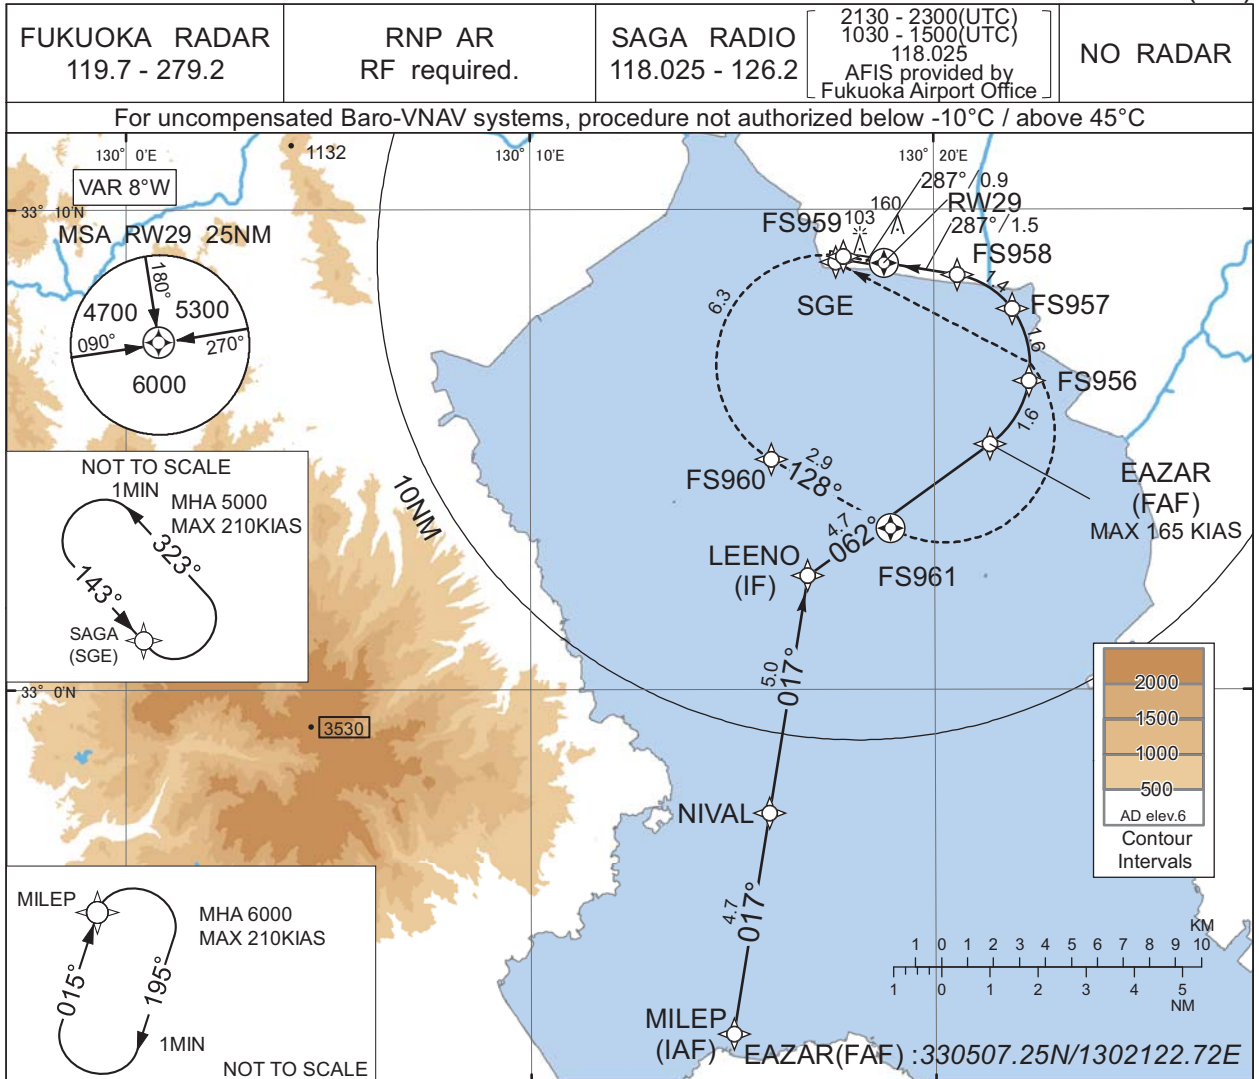 FUKUOKA RADAR
119.7 - 279.2
RNP AR
RF required.
SAGA RADIO
118.025 - 126.2
2130 - 2300(UTC)
1030 - 1500(UTC)
118.025
AFIS provided by
Fukuoka Airport Office
NO RADAR
For uncompensated Baro-VNAV systems, procedure not authorized below -10°C / above 45°C
130° 0'E
130° 10'E
130° 20'E
1132
VAR 8°W
33° 10'N
MSA RW29 25NM
180°
4700
5300
090°
270°
6000
287°/0.9
160
RW29
FS959
103
287°/1.5
FS958
1.4
SGE
FS957
6.3
1.6
FS956
1.6
NOT TO SCALE
1MIN
MHA 5000
MAX 210KIAS
323°
143°
SAGA
(SGE)
10NM
FS960
2.9
128°
EAZAR
(FAF)
MAX 165 KIAS
4.7
062°
LEENO
(IF)
FS961
5.0
017°
33° 0'N
3530
2000
1500
1000
500
AD elev.6
Contour
Intervals
NIVAL
4.7
017°
MILEP
MHA 6000
MAX 210KIAS
015°
195°
1MIN
NOT TO SCALE
KM
1 0 1 2 3 4 5 6 7 8 9 10
1 0 1 2 3 4 5
NM
MILEP
(IAF)
EAZAR(FAF) :330507.25N/1302122.72E